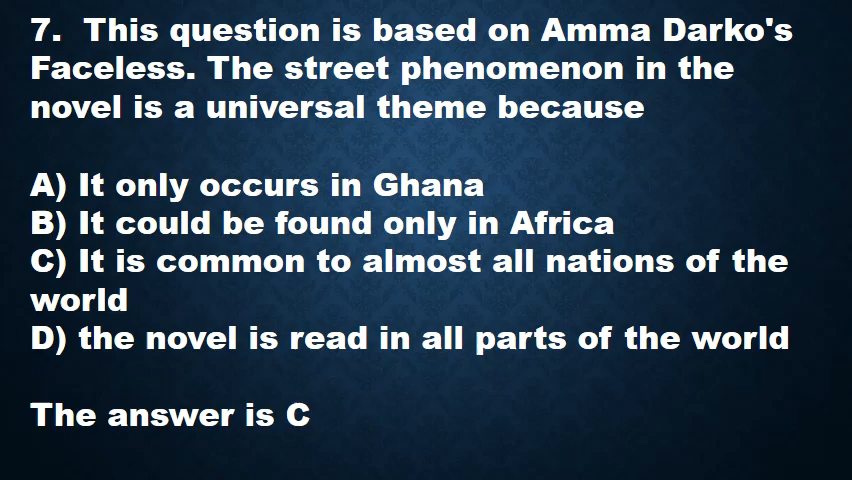 7.  This question is based on Amma Darko's
Faceless. The street phenomenon in the
novel is a universal theme because
A) It only occurs in Ghana
B) It could be found only in Africa
C) It is common to almost all nations of the
world
D) the novel is read in all parts of the world
The answer is C